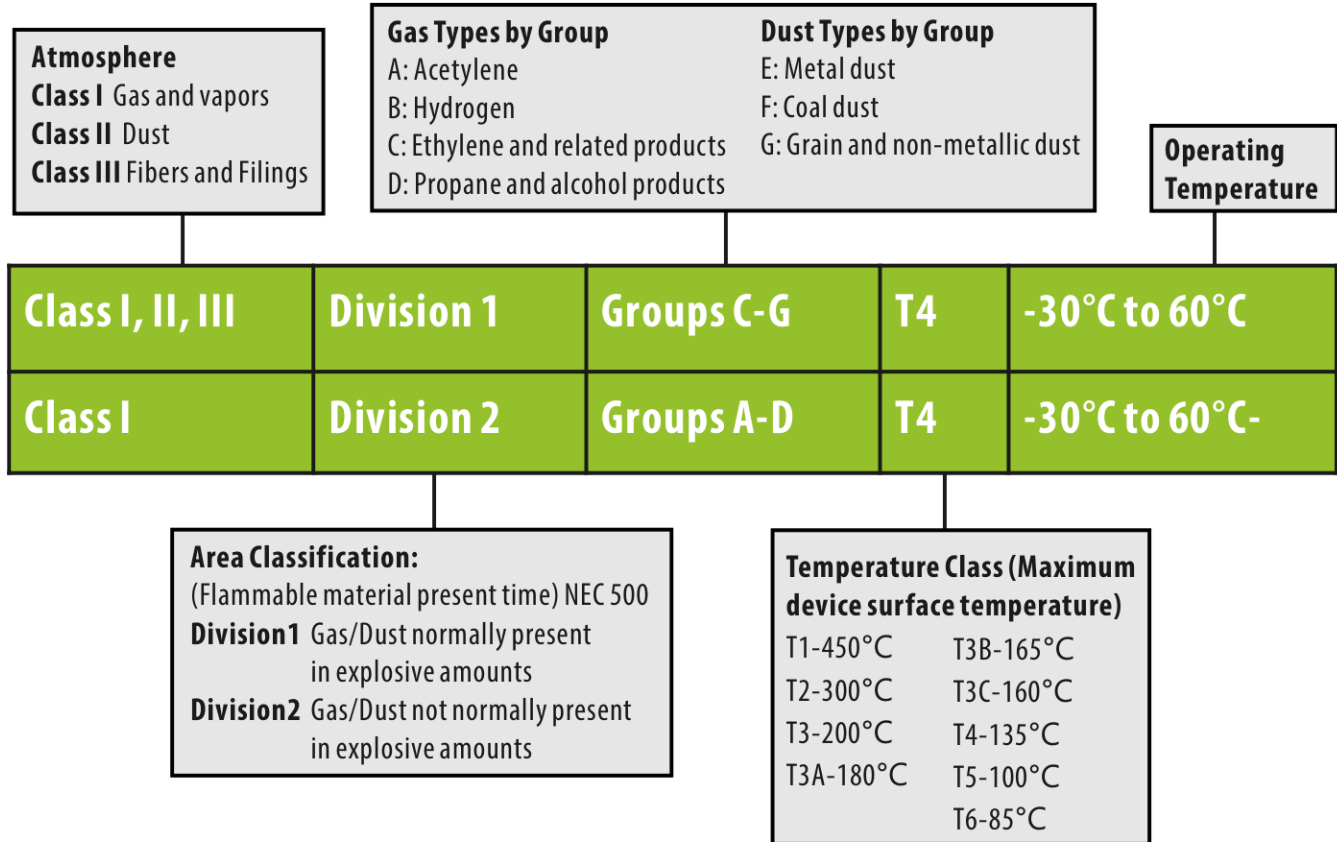 Atmosphere
Class I Gas and vapors
Class II Dust
Class III Fibers and Filings
Gas Types by Group
A: Acetylene
B: Hydrogen
C: Ethylene and related products
D: Propane and alcohol products
Dust Types by Group
E: Metal dust
F: Coal dust
G: Grain and non-metallic dust
Operating
Temperature
Class I, II, III Division 1 Groups C-G T4 -30°C to 60°C
Class I Division 2 Groups A-D T4 -30°C to 60°C-
Area Classification:
(Flammable material present time) NEC 500
Division1 Gas/Dust normally present
in explosive amounts
Division2 Gas/Dust not normally present
in explosive amounts
Temperature Class (Maximum
device surface temperature)
T1-450°C
T2-300°C
T3-200°C
T3A-180°C
T3B-165°C
T3C-160°C
T4-135°C
T5-100°C
T6-85°C